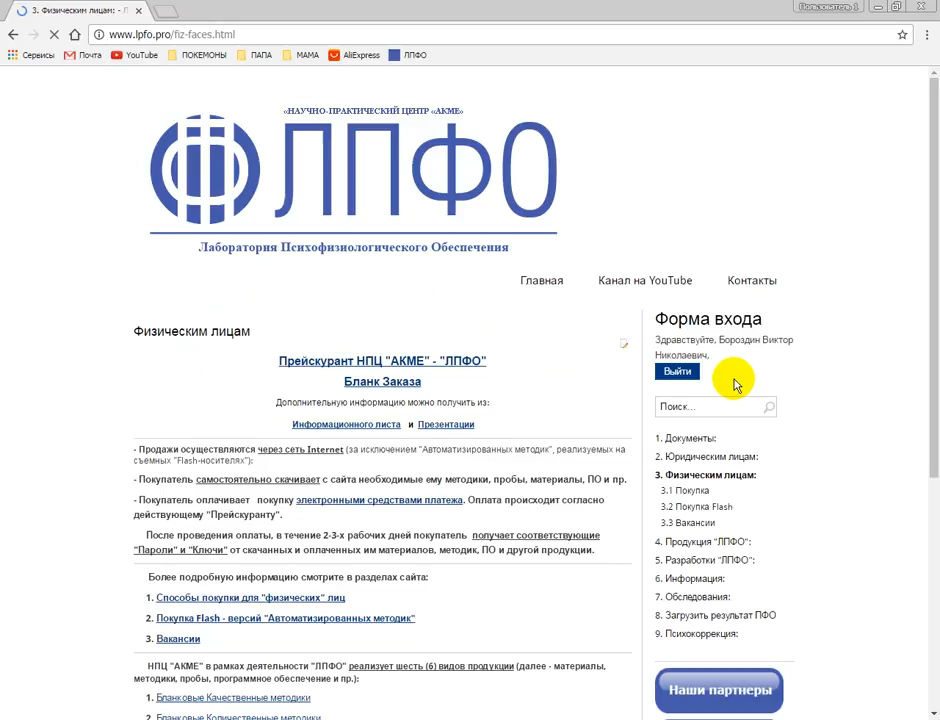 3. Физическим лицам: - Л
Пользователь 1
www.lpfo.pro/fiz-faces.html
Сервисы
Почта
YouTube
ПОКЕМОНЫ
ПАПА
МАМА
AliExpress
ЛПФО
«НАУЧНО-ПРАКТИЧЕСКИЙ ЦЕНТР «АКМЕ»
ЛПФО
Лаборатория Психофизиологического Обеспечения
Главная
Канал на YouTube
Контакты
Физическим лицам
Прейскурант НПЦ "АКМЕ" - "ЛПФО"
Бланк Заказа
Дополнительную информацию можно получить из:
Информационного листа и Презентации
- Продажи осуществляются через сеть Internet (за исключением "Автоматизированных методик", реализуемых на
съемных "Flash-носителях"):
- Покупатель самостоятельно скачивает с сайта необходимые ему методики, пробы, материалы, ПО и пр.
- Покупатель оплачивает покупку электронными средствами платежа. Оплата происходит согласно
действующему "Прейскуранту".
После проведения оплаты, в течение 2-3-х рабочих дней покупатель получает соответствующие
"Пароли" и "Ключи" от скачанных и оплаченных им материалов, методик, ПО и другой продукции.
Более подробную информацию смотрите в разделах сайта:
1. Способы покупки для "физических" лиц
2. Покупка Flash - версий "Автоматизированных методик"
3. Вакансии
НПЦ "АКМЕ" в рамках деятельности "ЛПФО" реализует шесть (6) видов продукции (далее - материалы,
методики, пробы, программное обеспечение и пр.):
1. Бланковые Качественные методики
2. Бланковые Количественные методики
Форма входа
Здравствуйте, Бороздин Виктор
Николаевич,
Выйти
Поиск...
1. Документы:
2. Юридическим лицам:
3. Физическим лицам:
3.1 Покупка
3.2 Покупка Flash
3.3 Вакансии
4. Продукция "ЛПФО":
5. Разработки "ЛПФО":
6. Информация:
7. Обследования:
8. Загрузить результат ПФО
9. Психокоррекция:
Наши партнеры